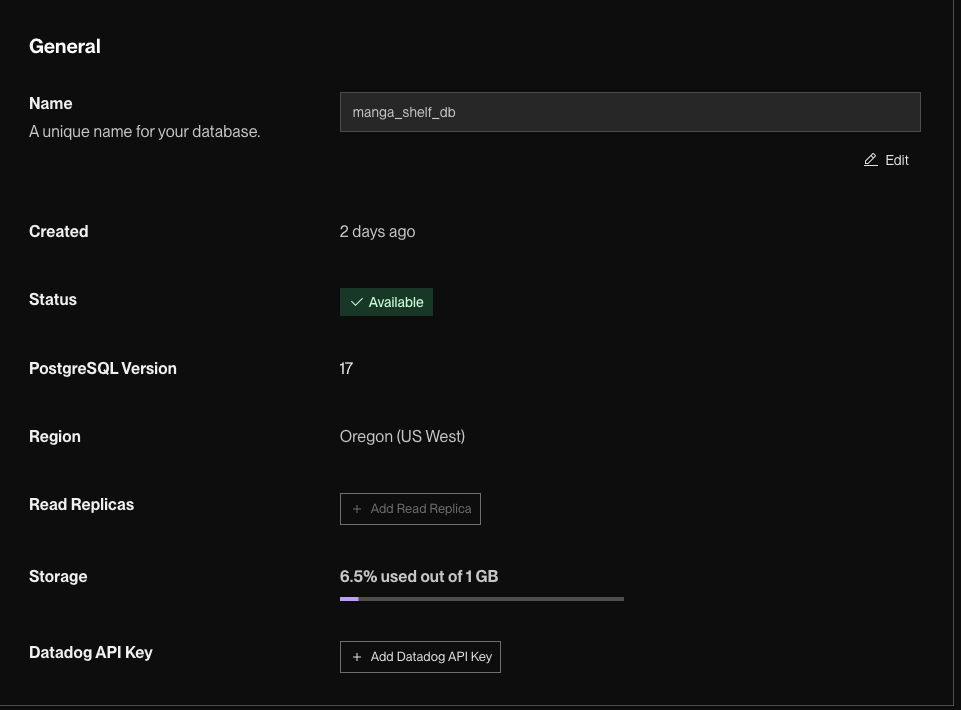 General
Name
A unique name for your database.
manga_shelf_db
Edit
Created
2 days ago
Status
Available
PostgreSQL Version
17
Region
Oregon (US West)
Read Replicas
+ Add Read Replica
Storage
6.5% used out of 1 GB
Datadog API Key
+ Add Datadog API Key